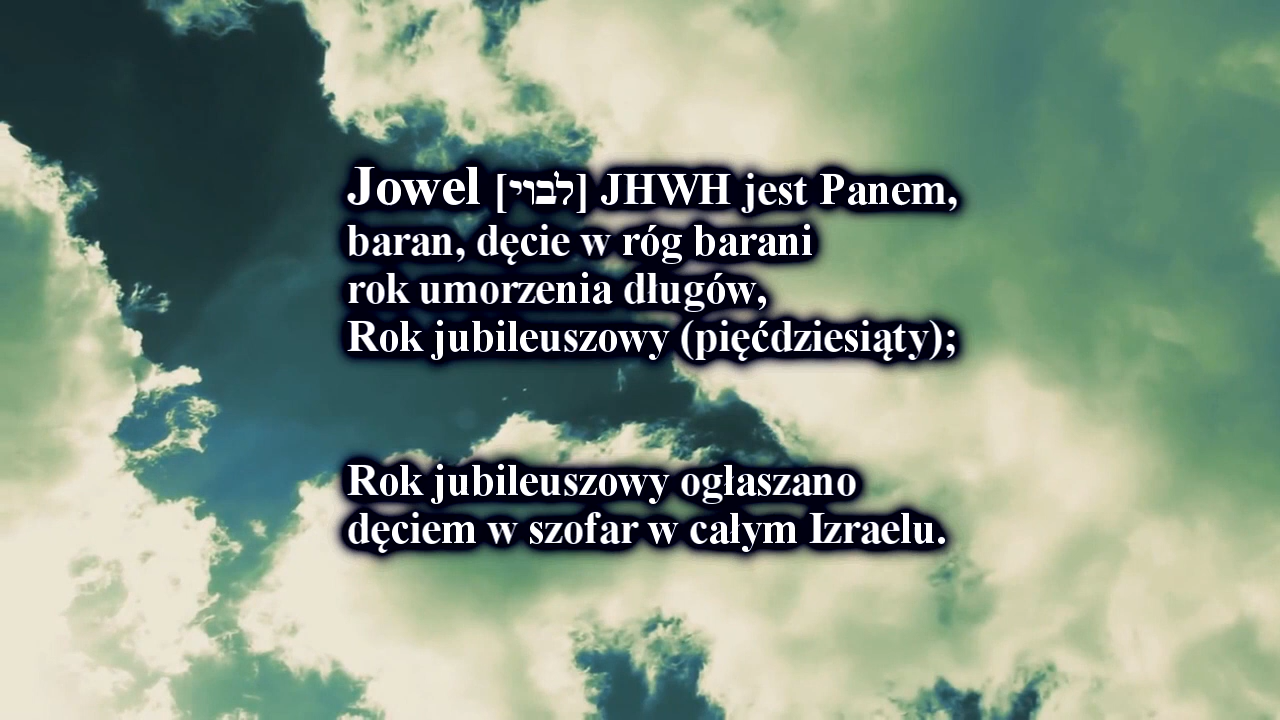 Jowel [לבוי] JHWH jest Panem,
baran, dęcie w róg barani
rok umorzenia długów,
Rok jubileuszowy (pięćdziesiąty);
Rok jubileuszowy ogłaszano
dęciem w szofar w całym Izraelu.